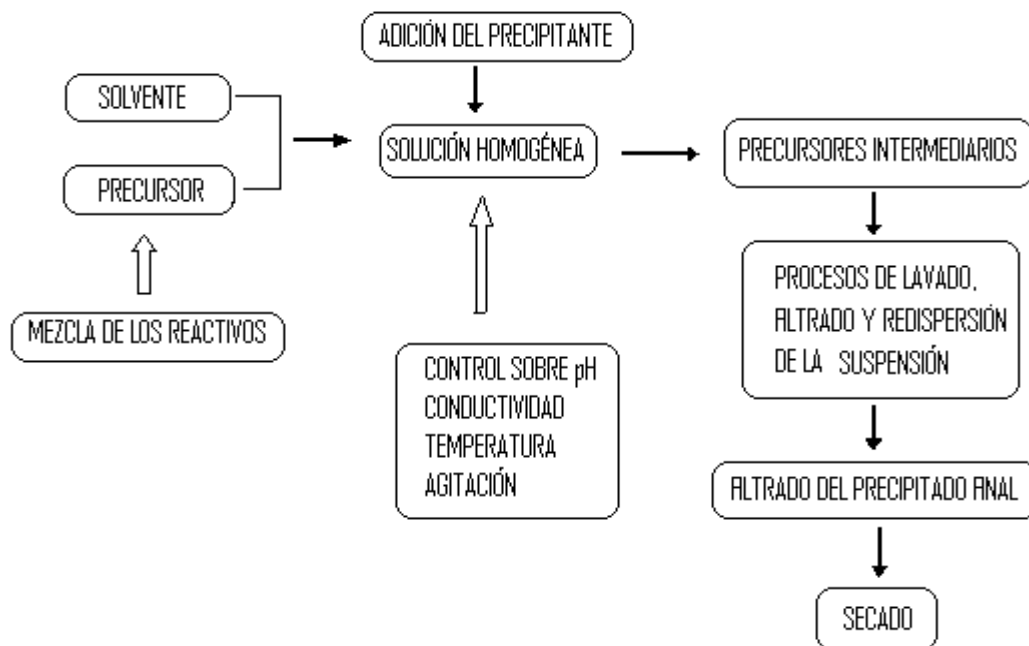 ADICIÓN DEL PRECIPITANTE
SOLVENTE
PRECURSOR
MEZCLA DE LOS REACTIVOS
SOLUCIÓN HOMOGÉNEA
CONTROL SOBRE pH
CONDUCTIVIDAD
TEMPERATURA
AGITACIÓN
PRECURSORES INTERMEDIARIOS
PROCESOS DE LAVADO,
FILTRADO Y REDISPERSIÓN
DE LA SUSPENSIÓN
FILTRADO DEL PRECIPITADO FINAL
SECADO